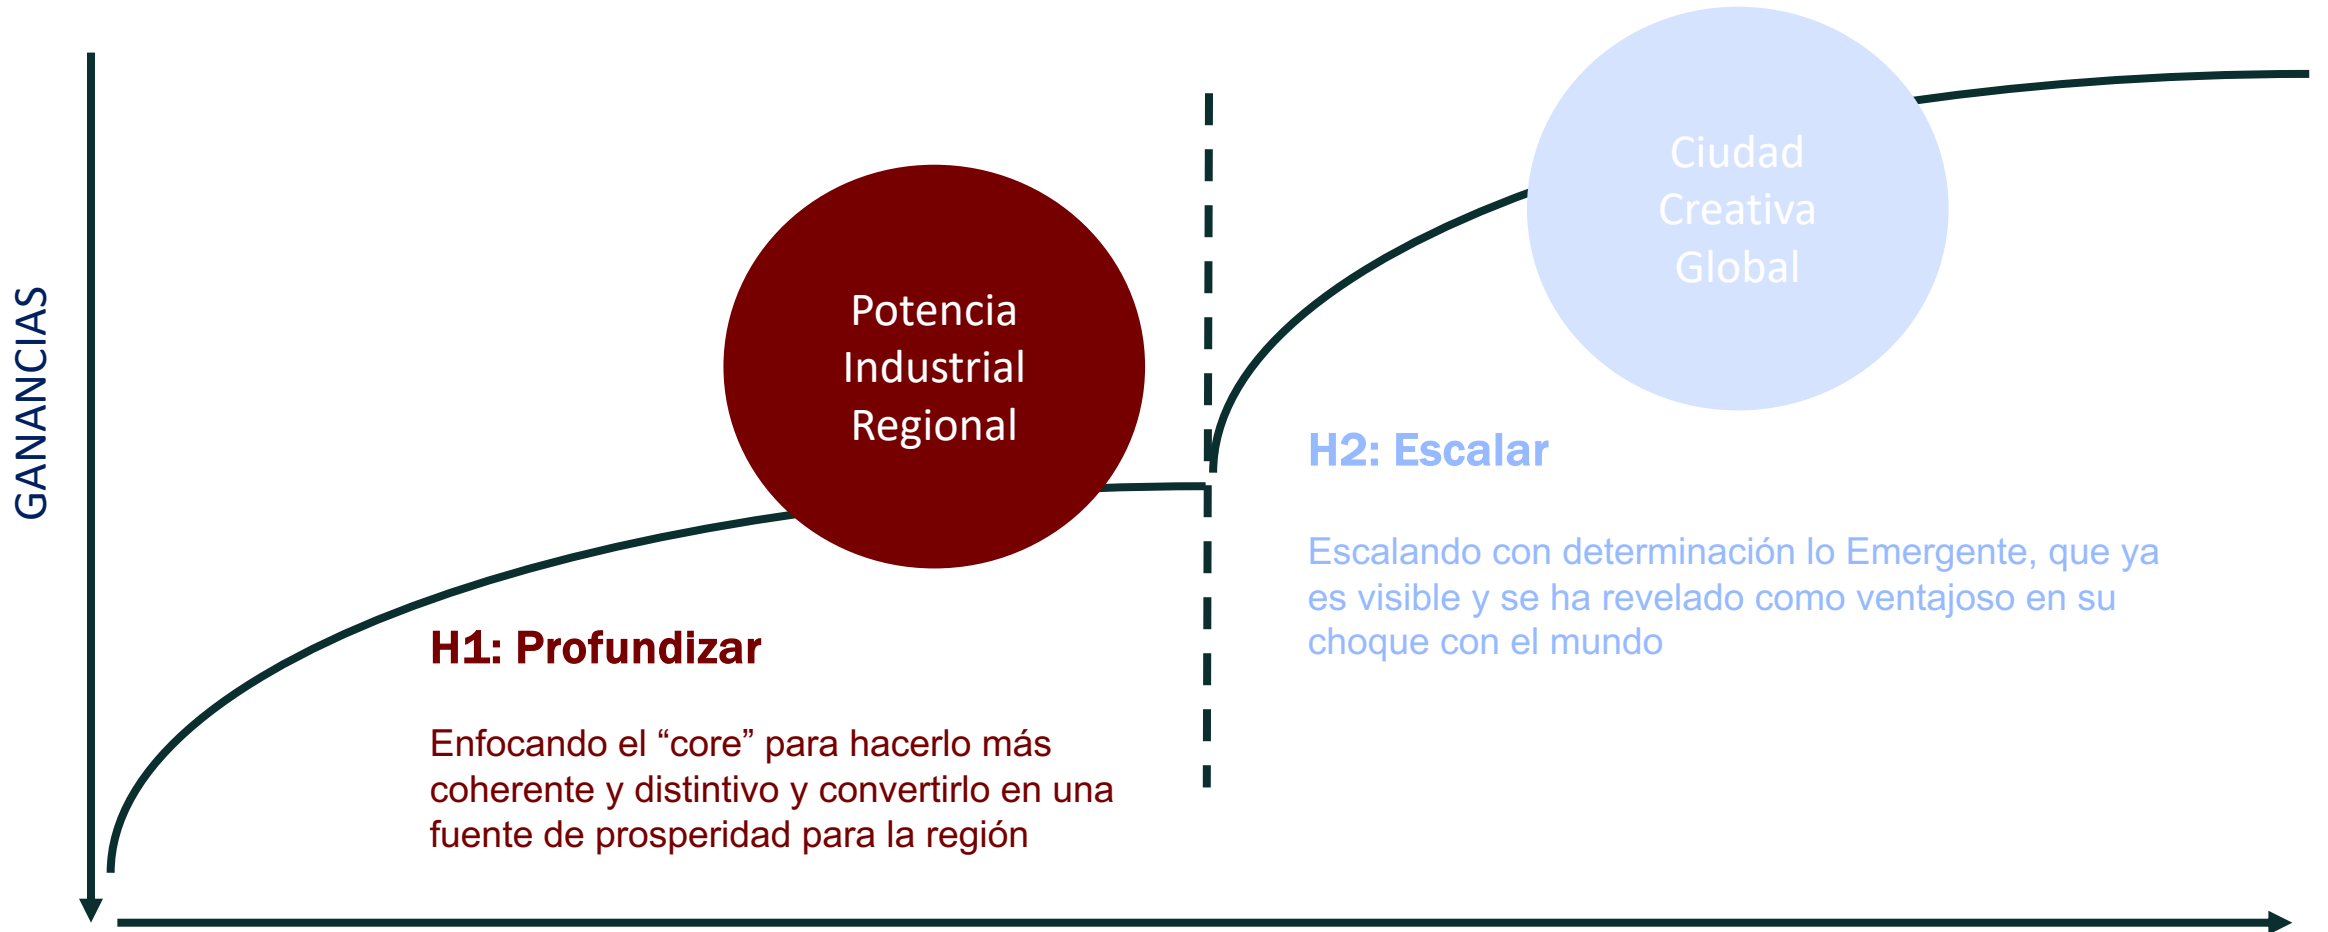 GANANCIAS
Potencia
Industrial
Regional
H1: Profundizar
Enfocando el “core” para hacerlo más
coherente y distintivo y convertirlo en una
fuente de prosperidad para la región
Ciudad
Creativa
Global
H2: Escalar
Escalando con determinación lo Emergente, que ya
es visible y se ha revelado como ventajoso en su
choque con el mundo